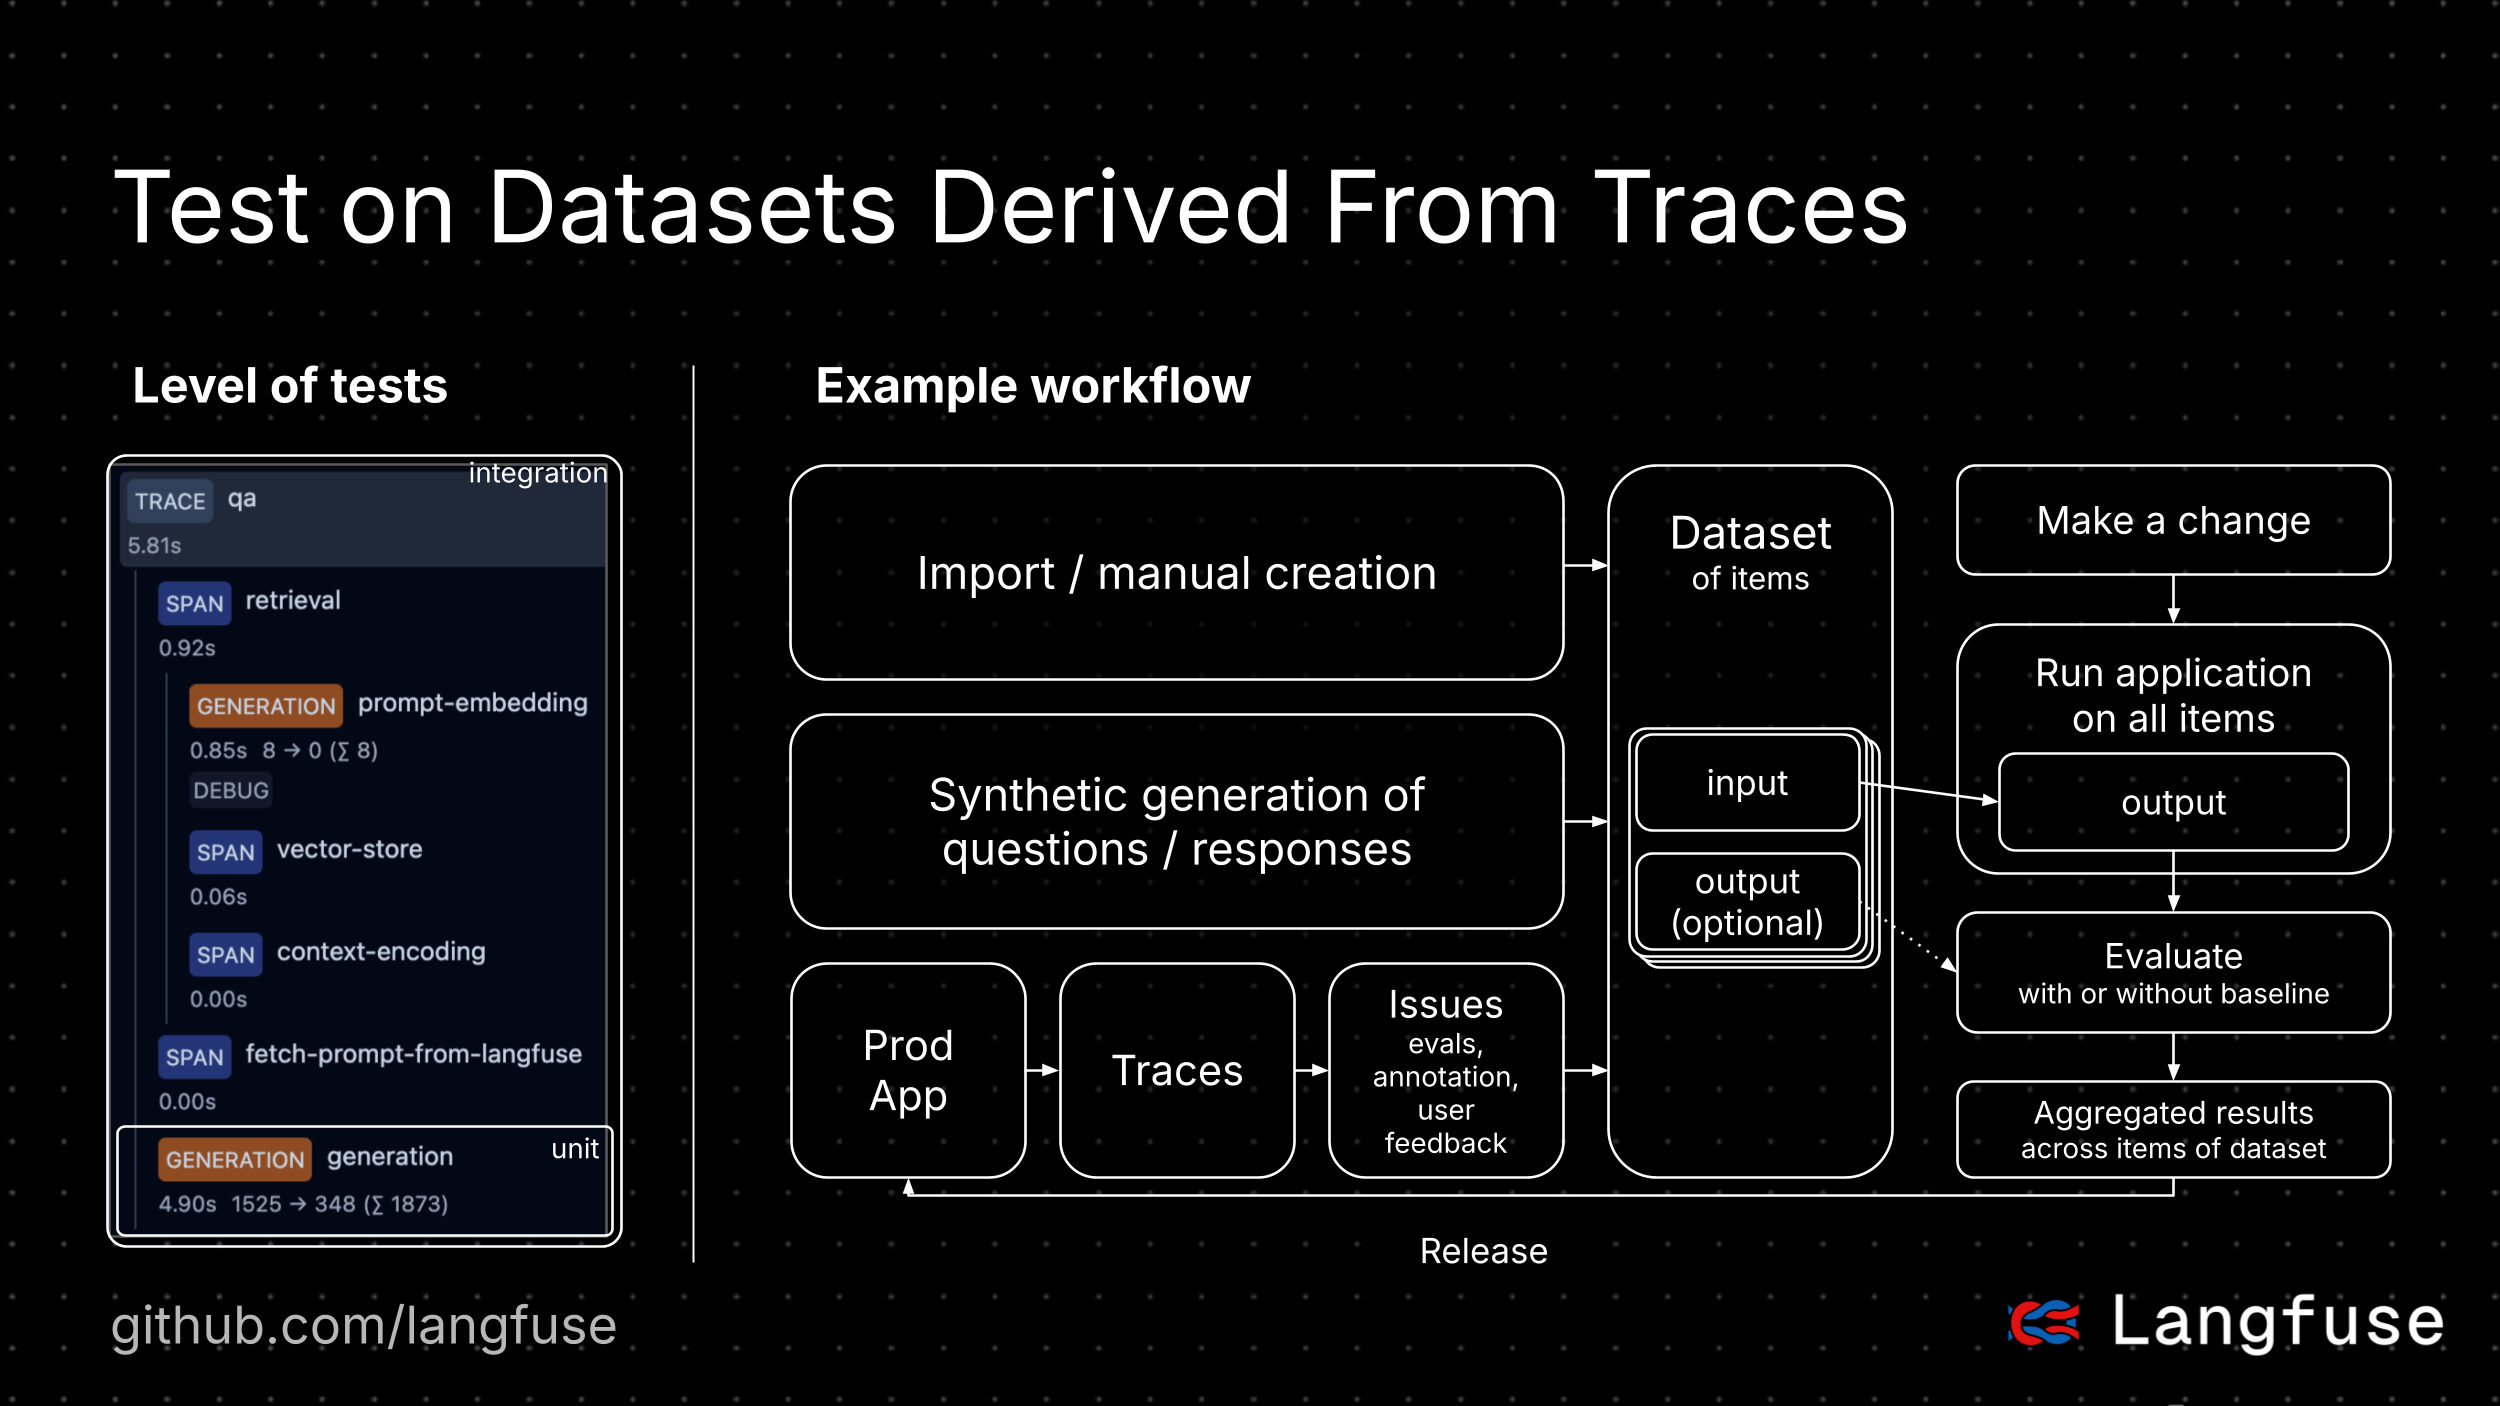 Test on Datasets Derived From Traces
Level of tests
integration
TRACE qa
5.81s
SPAN retrieval
0.92s
GENERATION prompt-embedding
0.85s 8 → 0 (∑ 8)
DEBUG
SPAN vector-store
0.06s
SPAN context-encoding
0.00s
SPAN fetch-prompt-from-langfuse
0.00s
unit
GENERATION generation
4.90s 1525 → 348 (∑ 1873)
Example workflow
Import / manual creation
Synthetic generation of
questions / responses
Prod
App
Traces
Issues
evals,
annotation,
user
feedback
Dataset
of items
input
output
(optional)
Make a change
Run application
on all items
output
Evaluate
with or without baseline
Aggregated results
across items of dataset
Release
github.com/langfuse
Langfuse